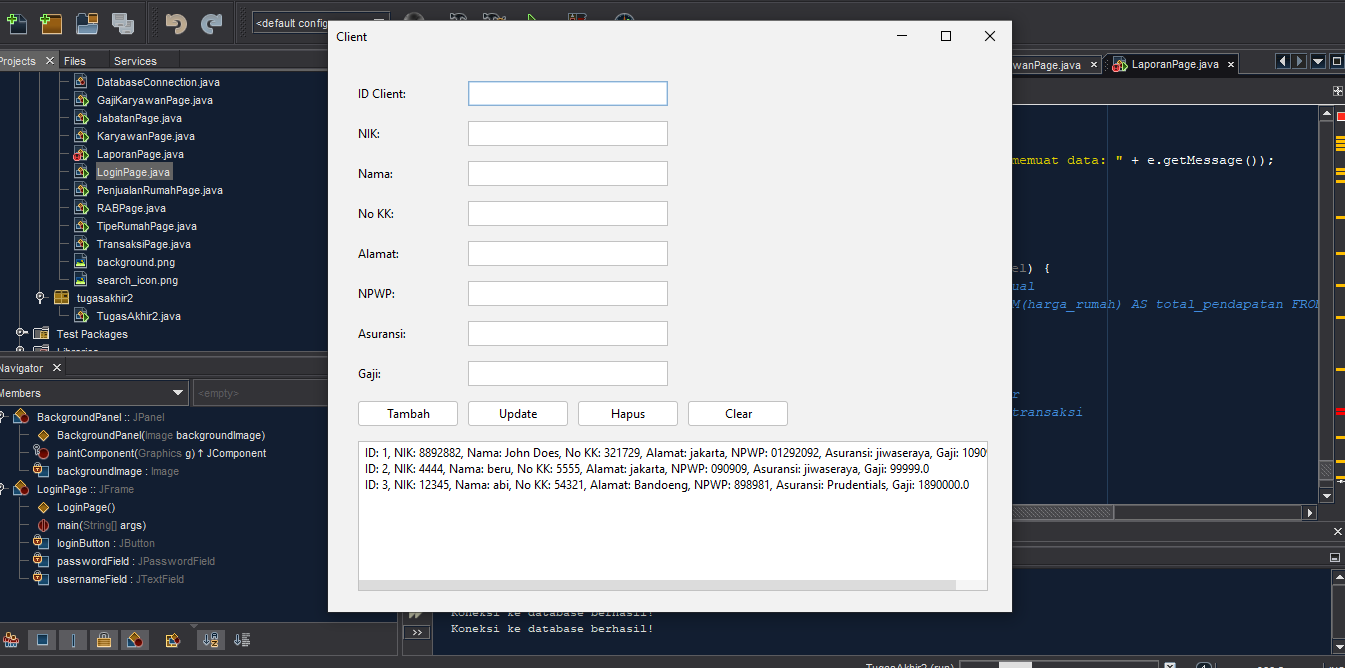 <default config
Client
Projects
Files
Services
wanPage.java
LaporanPage.java
DatabaseConnection.java
GajiKaryawanPage.java
JabatanPage.java
KaryawanPage.java
LaporanPage.java
LoginPage.java
PenjualanRumahPage.java
RABPage.java
TipeRumahPage.java
TransaksiPage.java
background.png
search_icon.png
tugasakhir2
TugasAkhir2.java
Test Packages
Libraries
Navigator
Members
<empty>
BackgroundPanel :: JPanel
BackgroundPanel(Image backgroundImage)
paintComponent(Graphics g) ↑ JComponent
backgroundImage : Image
LoginPage :: JFrame
LoginPage()
main(String[] args)
loginButton : JButton
passwordField : JPasswordField
usernameField : JTextField
ID Client:
NIK:
Nama:
No KK:
Alamat:
NPWP:
Asuransi:
Gaji:
Tambah
Update
Hapus
Clear
ID: 1, NIK: 8892882, Nama: John Does, No KK: 321729, Alamat: jakarta, NPWP: 01292092, Asuransi: jiwaseraya, Gaji: 1090
ID: 2, NIK: 4444, Nama: beru, No KK: 5555, Alamat: jakarta, NPWP: 090909, Asuransi: jiwaseraya, Gaji: 99999.0
ID: 3, NIK: 12345, Nama: abi, No KK: 54321, Alamat: Bandoeng, NPWP: 898981, Asuransi: Prudentials, Gaji: 1890000.0
memuat data: " + e.getMessage());
el) {
ual
M(harga_rumah) AS total_pendapatan FRO
r
transaksi
Koneksi ke database berhasil!
Koneksi ke database berhasil!
TugasAkhir2 (run)